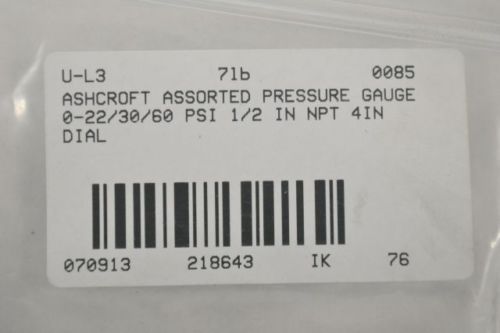 U-L3 7lb 0085
ASHCROFT ASSORTED PRESSURE GAUGE
0-22/30/60 PSI 1/2 IN NPT 4IN
DIAL
070913 218643 IK 76